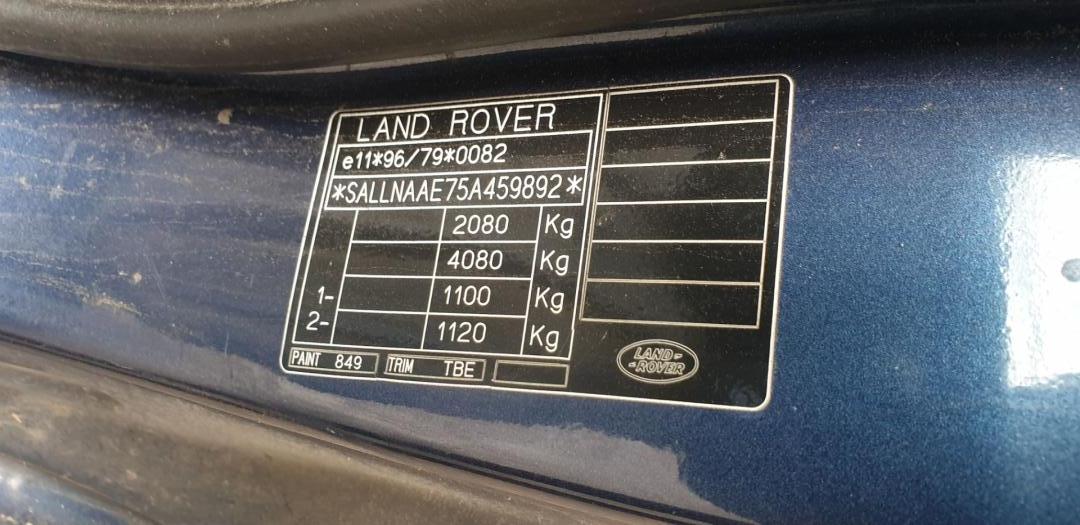 LAND ROVER
e11*96/79*0082
*SALLNAAE75A459892*
2080 Kg
4080 Kg
1- 1100 Kg
2- 1120 Kg
PAINT 849 TRIM TBE
LAND-
-ROVER